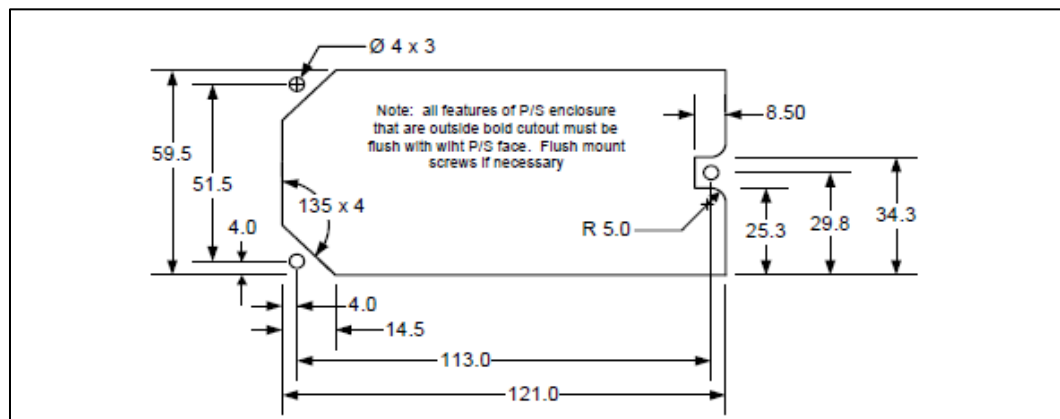 Ø 4 x 3
Note: all features of P/S enclosure
that are outside bold cutout must be
flush with wiht P/S face. Flush mount
screws if necessary
8.50
59.5
51.5
135 x 4
4.0
R 5.0
25.3
29.8
34.3
4.0
14.5
113.0
121.0